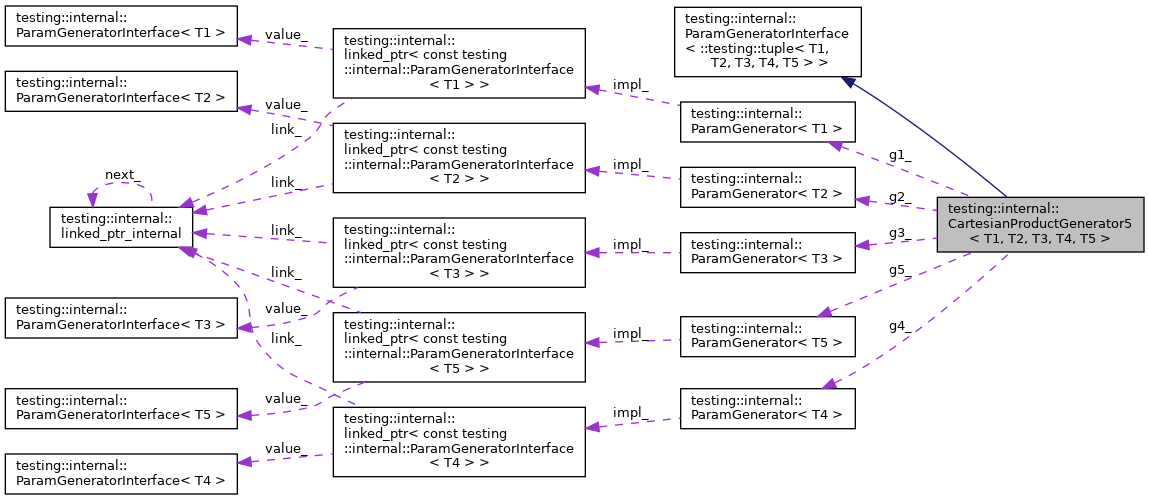 testing::internal::
ParamGeneratorInterface< T1 >
testing::internal::
ParamGeneratorInterface< T2 >
next_
testing::internal::
linked_ptr_internal
testing::internal::
ParamGeneratorInterface< T3 >
testing::internal::
ParamGeneratorInterface< T5 >
testing::internal::
ParamGeneratorInterface< T4 >
value_
value_
link_
link_
link_
link_
value_
link_
value_
value_
testing::internal::
linked_ptr< const testing
::internal::ParamGeneratorInterface
< T1 > >
testing::internal::
linked_ptr< const testing
::internal::ParamGeneratorInterface
< T2 > >
testing::internal::
linked_ptr< const testing
::internal::ParamGeneratorInterface
< T3 > >
testing::internal::
linked_ptr< const testing
::internal::ParamGeneratorInterface
< T5 > >
testing::internal::
linked_ptr< const testing
::internal::ParamGeneratorInterface
< T4 > >
impl_
impl_
impl_
impl_
impl_
testing::internal::
ParamGeneratorInterface
< ::testing::tuple< T1,
T2, T3, T4, T5 > >
testing::internal::
ParamGenerator< T1 >
testing::internal::
ParamGenerator< T2 >
testing::internal::
ParamGenerator< T3 >
testing::internal::
ParamGenerator< T5 >
testing::internal::
ParamGenerator< T4 >
g1_
g2_
g3_
g5_
g4_
testing::internal::
CartesianProductGenerator5
< T1, T2, T3, T4, T5 >